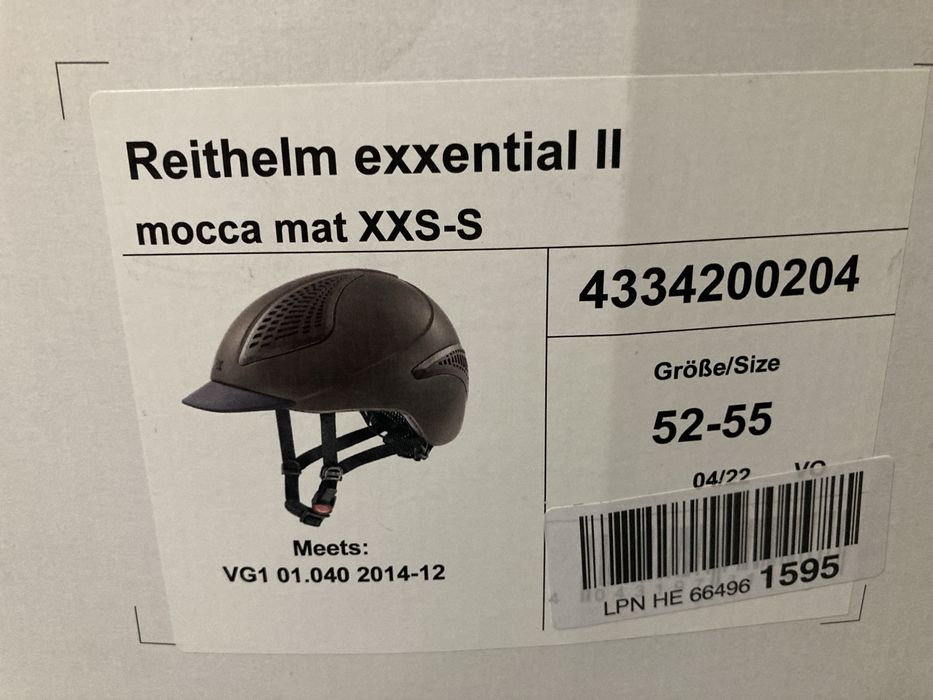 Reithelm exxential II
mocca mat XXS-S
4334200204
Größe/Size
52-55
04/22 VO
Meets:
VG1 01.040 2014-12
LPN HE 66496 1595